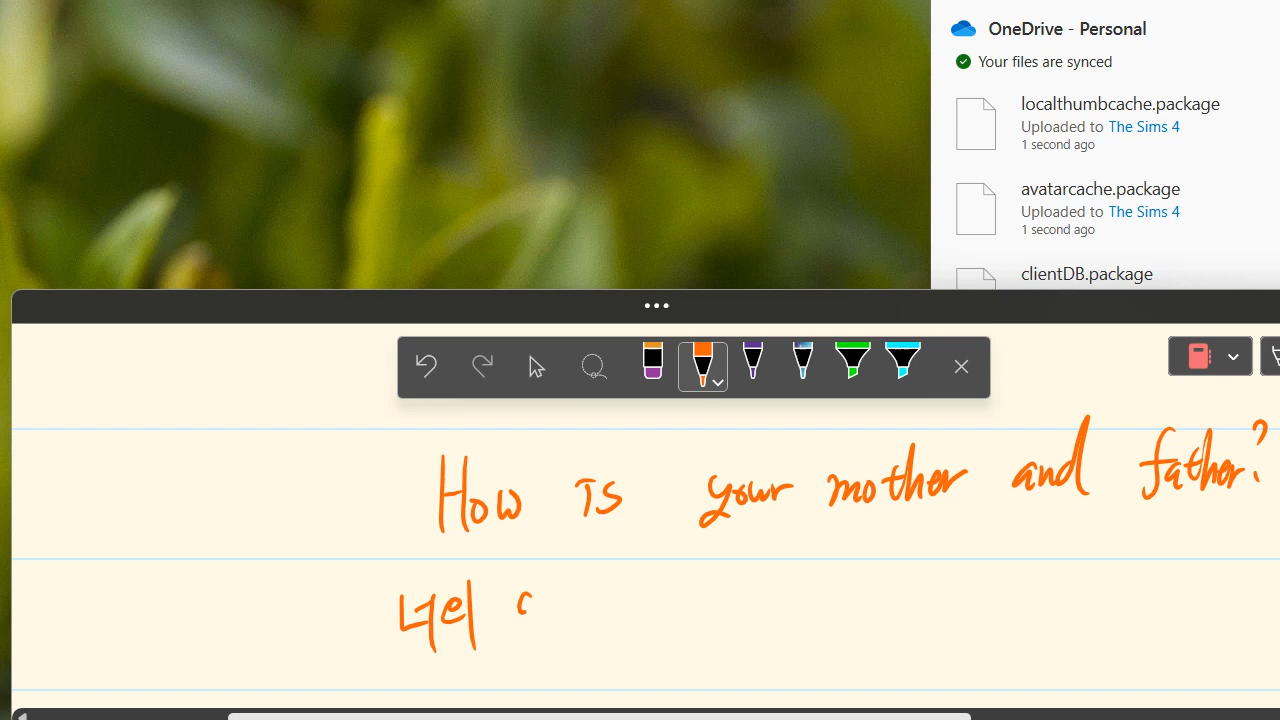 OneDrive - Personal
Your files are synced
localthumbcache.package
Uploaded to The Sims 4
1 second ago
avatarcache.package
Uploaded to The Sims 4
1 second ago
clientDB.package
How is your mother and father?